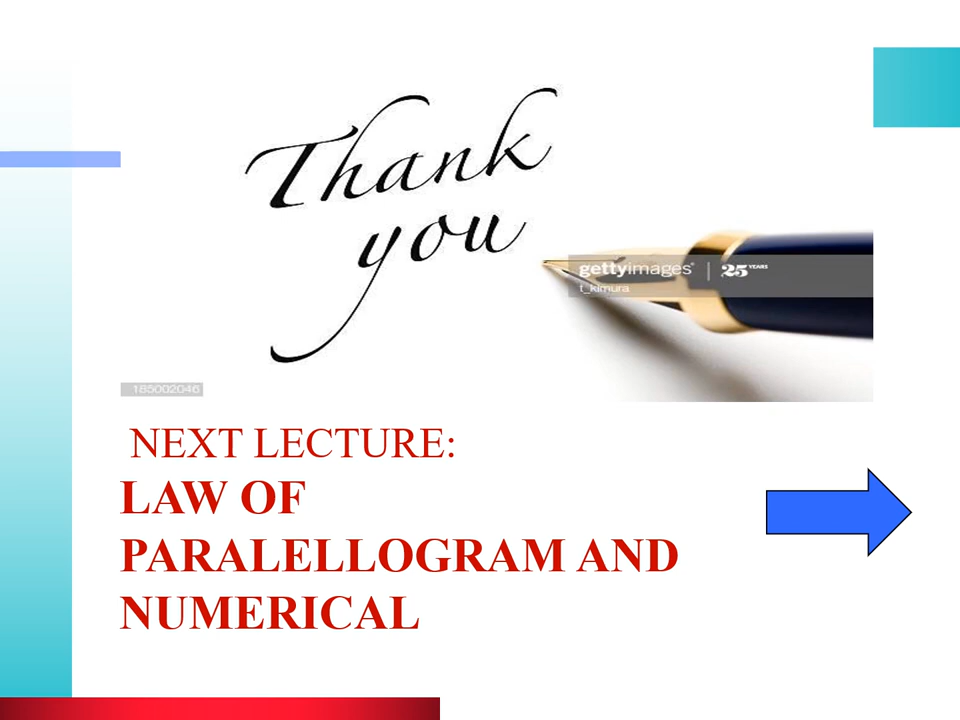 Thank
you
gettyimages® | 25 YEARS
t_kimura
185002046
NEXT LECTURE:
LAW OF
PARALELLOGRAM AND
NUMERICAL